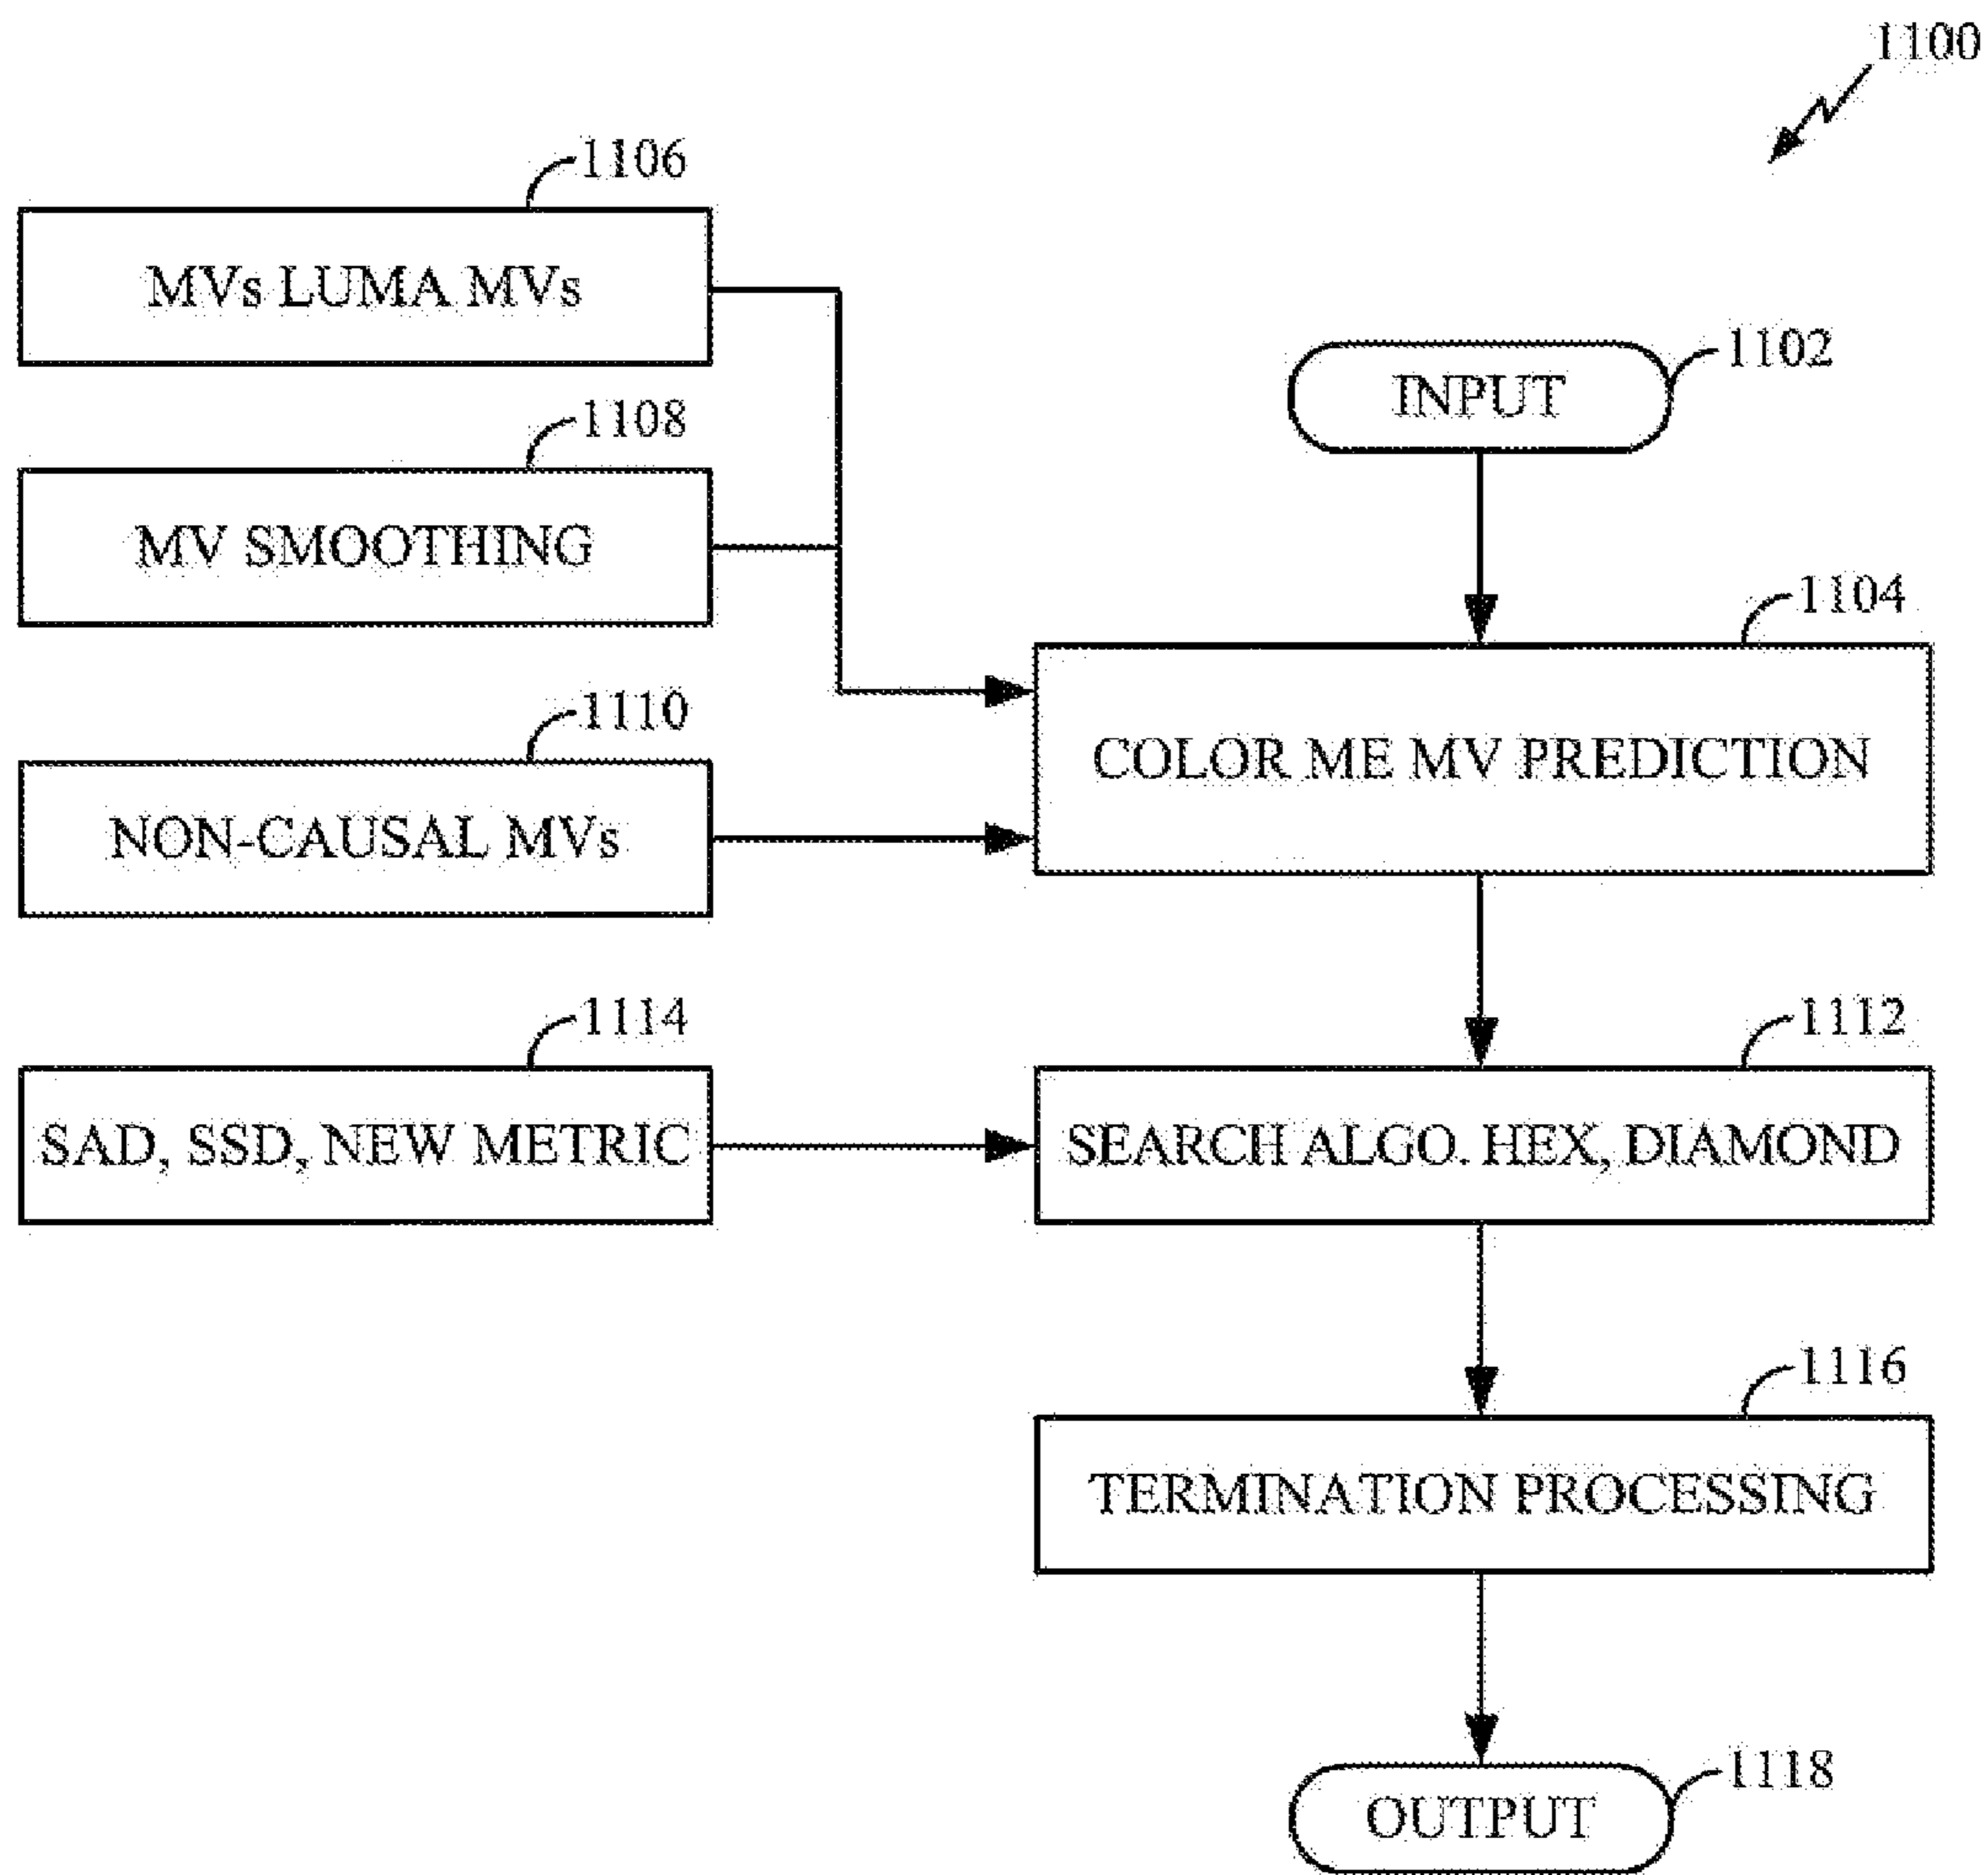 1100
1106
MVs LUMA MVs
1102
INPUT
1108
MV SMOOTHING
1104
COLOR ME MV PREDICTION
1110
NON-CAUSAL MVs
1114
SAD, SSD, NEW METRIC
1112
SEARCH ALGO. HEX, DIAMOND
1116
TERMINATION PROCESSING
1118
OUTPUT